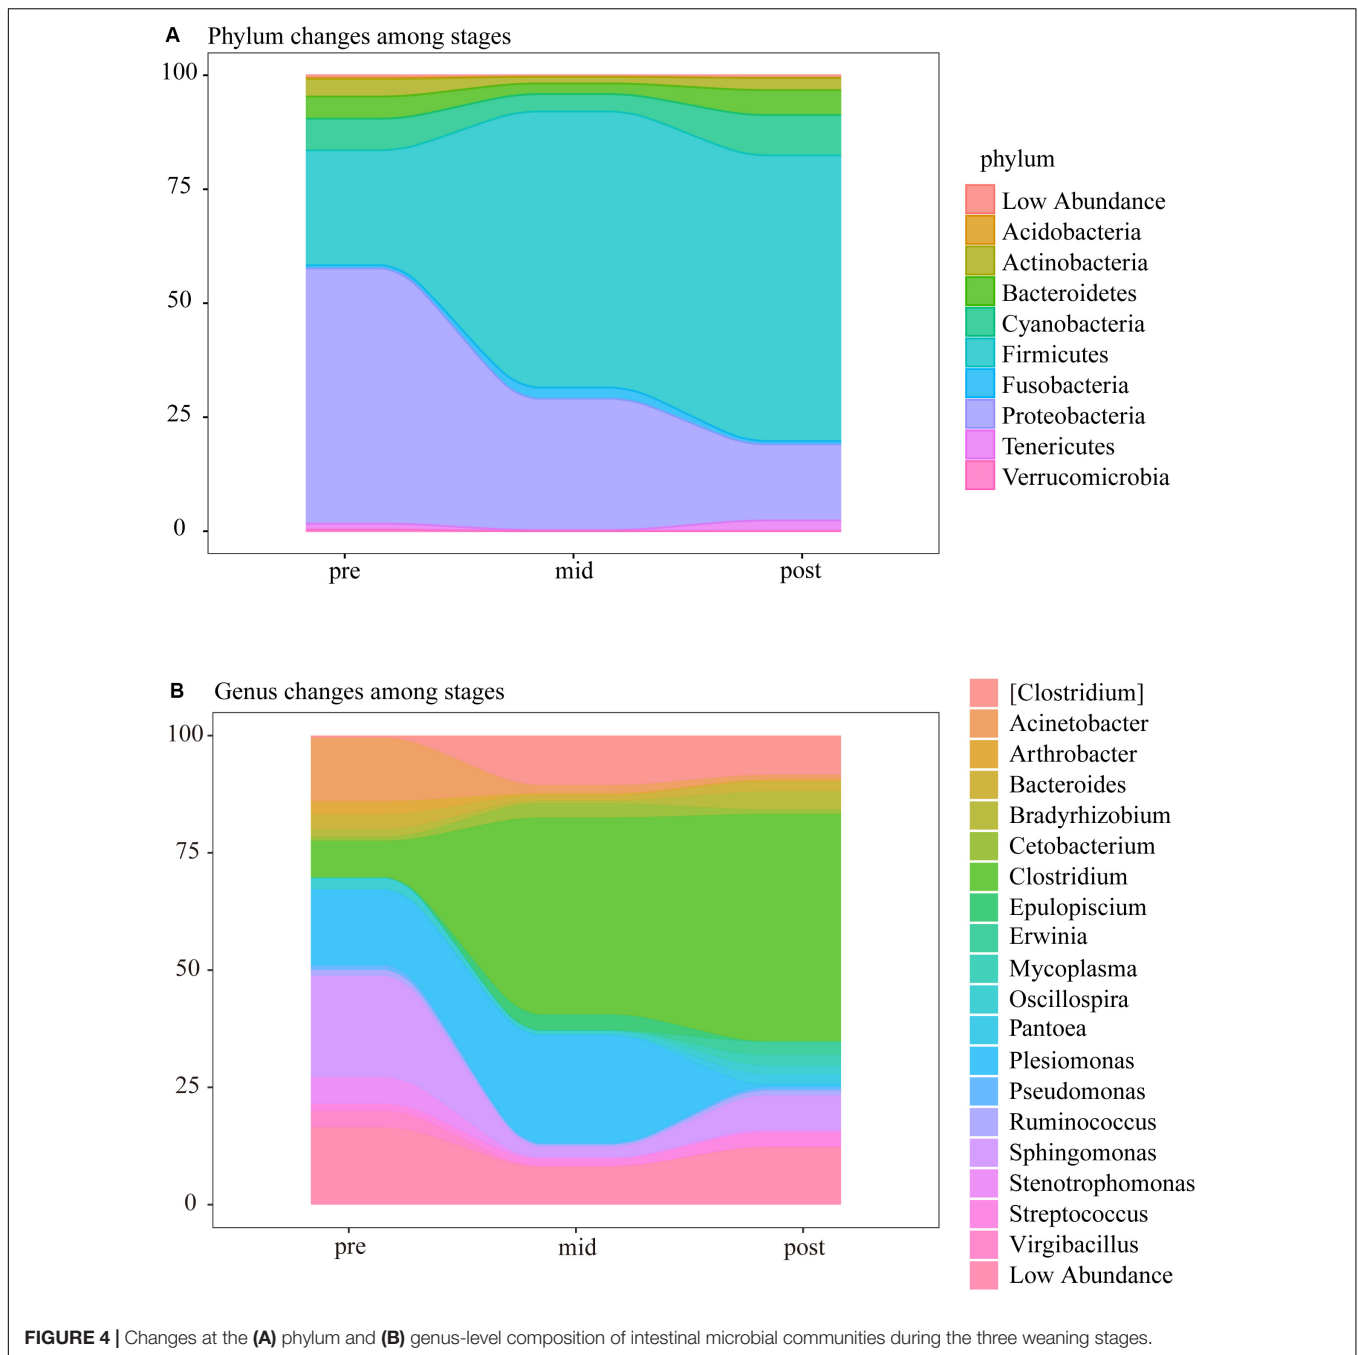 A Phylum changes among stages
100
75
50
25
0
pre mid post
phylum
Low Abundance
Acidobacteria
Actinobacteria
Bacteroidetes
Cyanobacteria
Firmicutes
Fusobacteria
Proteobacteria
Tenericutes
Verrucomicrobia
B Genus changes among stages
100
75
50
25
0
pre mid post
[Clostridium]
Acinetobacter
Arthrobacter
Bacteroides
Bradyrhizobium
Cetobacterium
Clostridium
Epulopiscium
Erwinia
Mycoplasma
Oscillospira
Pantoea
Plesiomonas
Pseudomonas
Ruminococcus
Sphingomonas
Stenotrophomonas
Streptococcus
Virgibacillus
Low Abundance
FIGURE 4 | Changes at the (A) phylum and (B) genus-level composition of intestinal microbial communities during the three weaning stages.